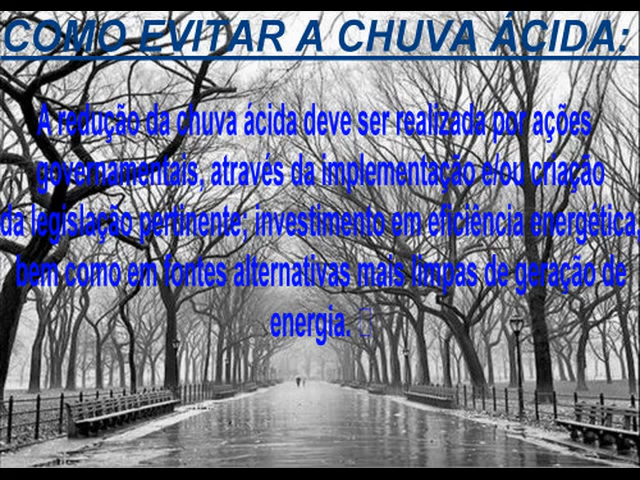 COMO EVITAR A CHUVA ÁCIDA:
A redução da chuva ácida deve ser realizada por ações
governamentais, através da implementação e/ou criação
da legislação pertinente; investimento em eficiência energética,
bem como em fontes alternativas mais limpas de geração de
energia.